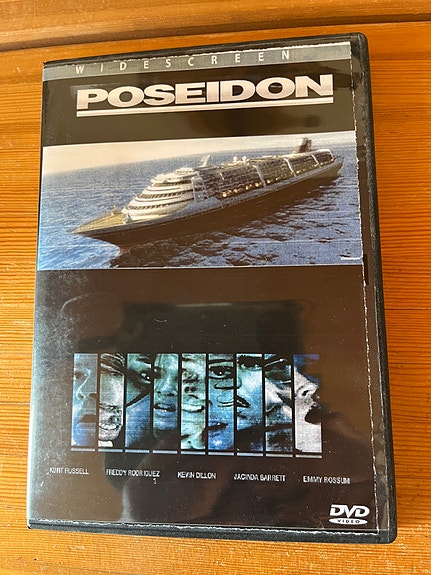 WIDESCREEN
POSEIDON
KURT RUSSELL FREDDY RODRIGUEZ KEVIN DILLON JACINDA BARRETT EMMY ROSSUM
DVD
VIDEO